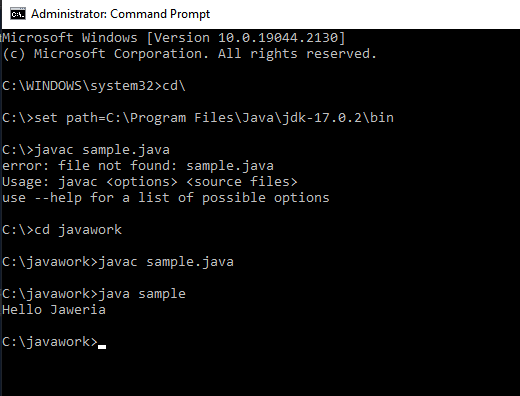 Administrator: Command Prompt
Microsoft Windows [Version 10.0.19044.2130]
(c) Microsoft Corporation. All rights reserved.
C:\WINDOWS\system32>cd\
C:\>set path=C:\Program Files\Java\jdk-17.0.2\bin
C:\>javac sample.java
error: file not found: sample.java
Usage: javac <options> <source files>
use --help for a list of possible options
C:\>cd javawork
C:\javawork>javac sample.java
C:\javawork>java sample
Hello Jaweria
C:\javawork>